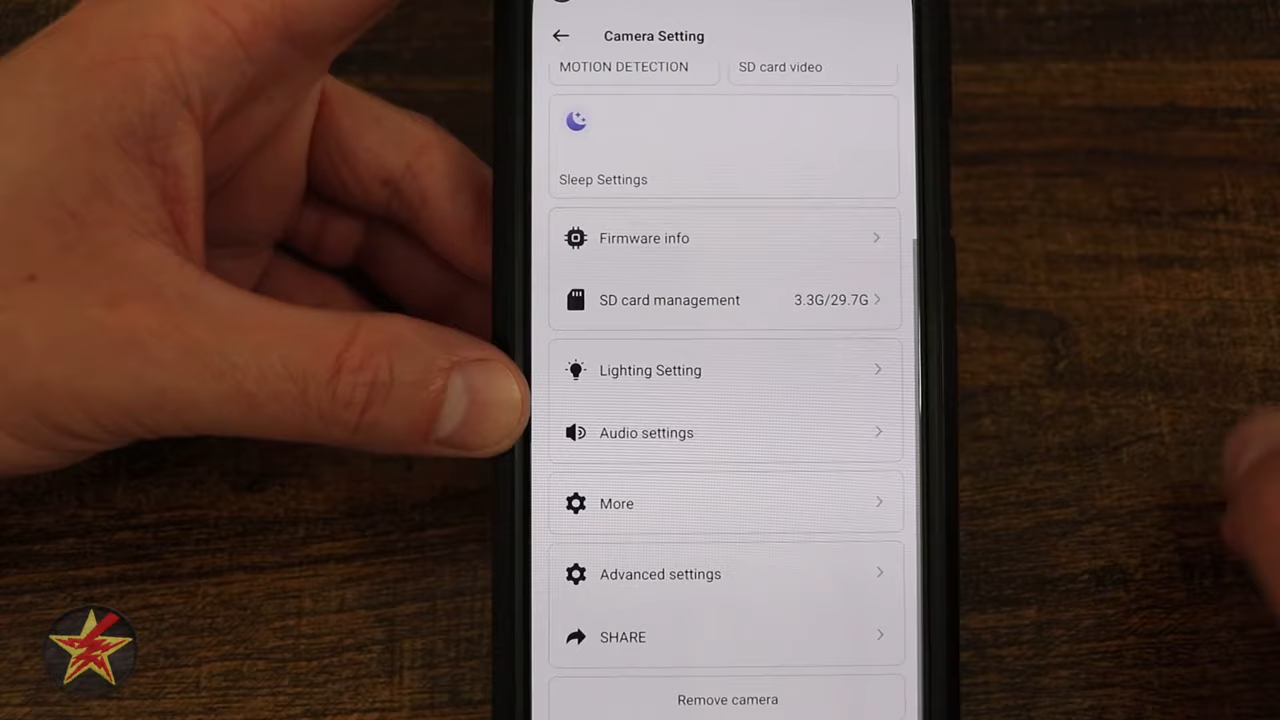 Camera Setting
MOTION DETECTION
SD card video
Sleep Settings
Firmware info
SD card management 3.3G/29.7G
Lighting Setting
Audio settings
More
Advanced settings
SHARE
Remove camera